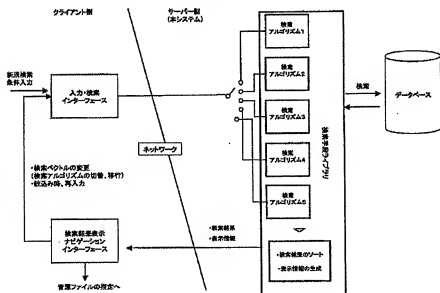 クライアント側
サーバー側
(本システム)
新規検索
条件入力
入力・検索
インターフェース
検索
アルゴリズム1
検索
アルゴリズム2
検索
アルゴリズム3
検索
アルゴリズム4
検索
アルゴリズム5
検索手段ライブラリ
検索
データベース
ネットワーク
・検索ベクトルの変更
(検索アルゴリズムの切替、移行)
・絞込み時、再入力
・検索結果
・表示情報
検索結果表示
ナビゲーション
インターフェース
・検索結果のソート
・表示情報の生成
音源ファイルの指定へ